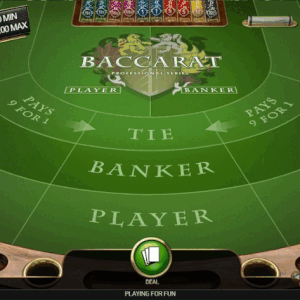 MIN
00 MAX
BACCARAT
PROFESSIONAL SERIES
PLAYER
BANKER
PAYS
9 FOR 1
PAYS
9 FOR 1
TIE
BANKER
PLAYER
DEAL
PLAYING FOR FUN